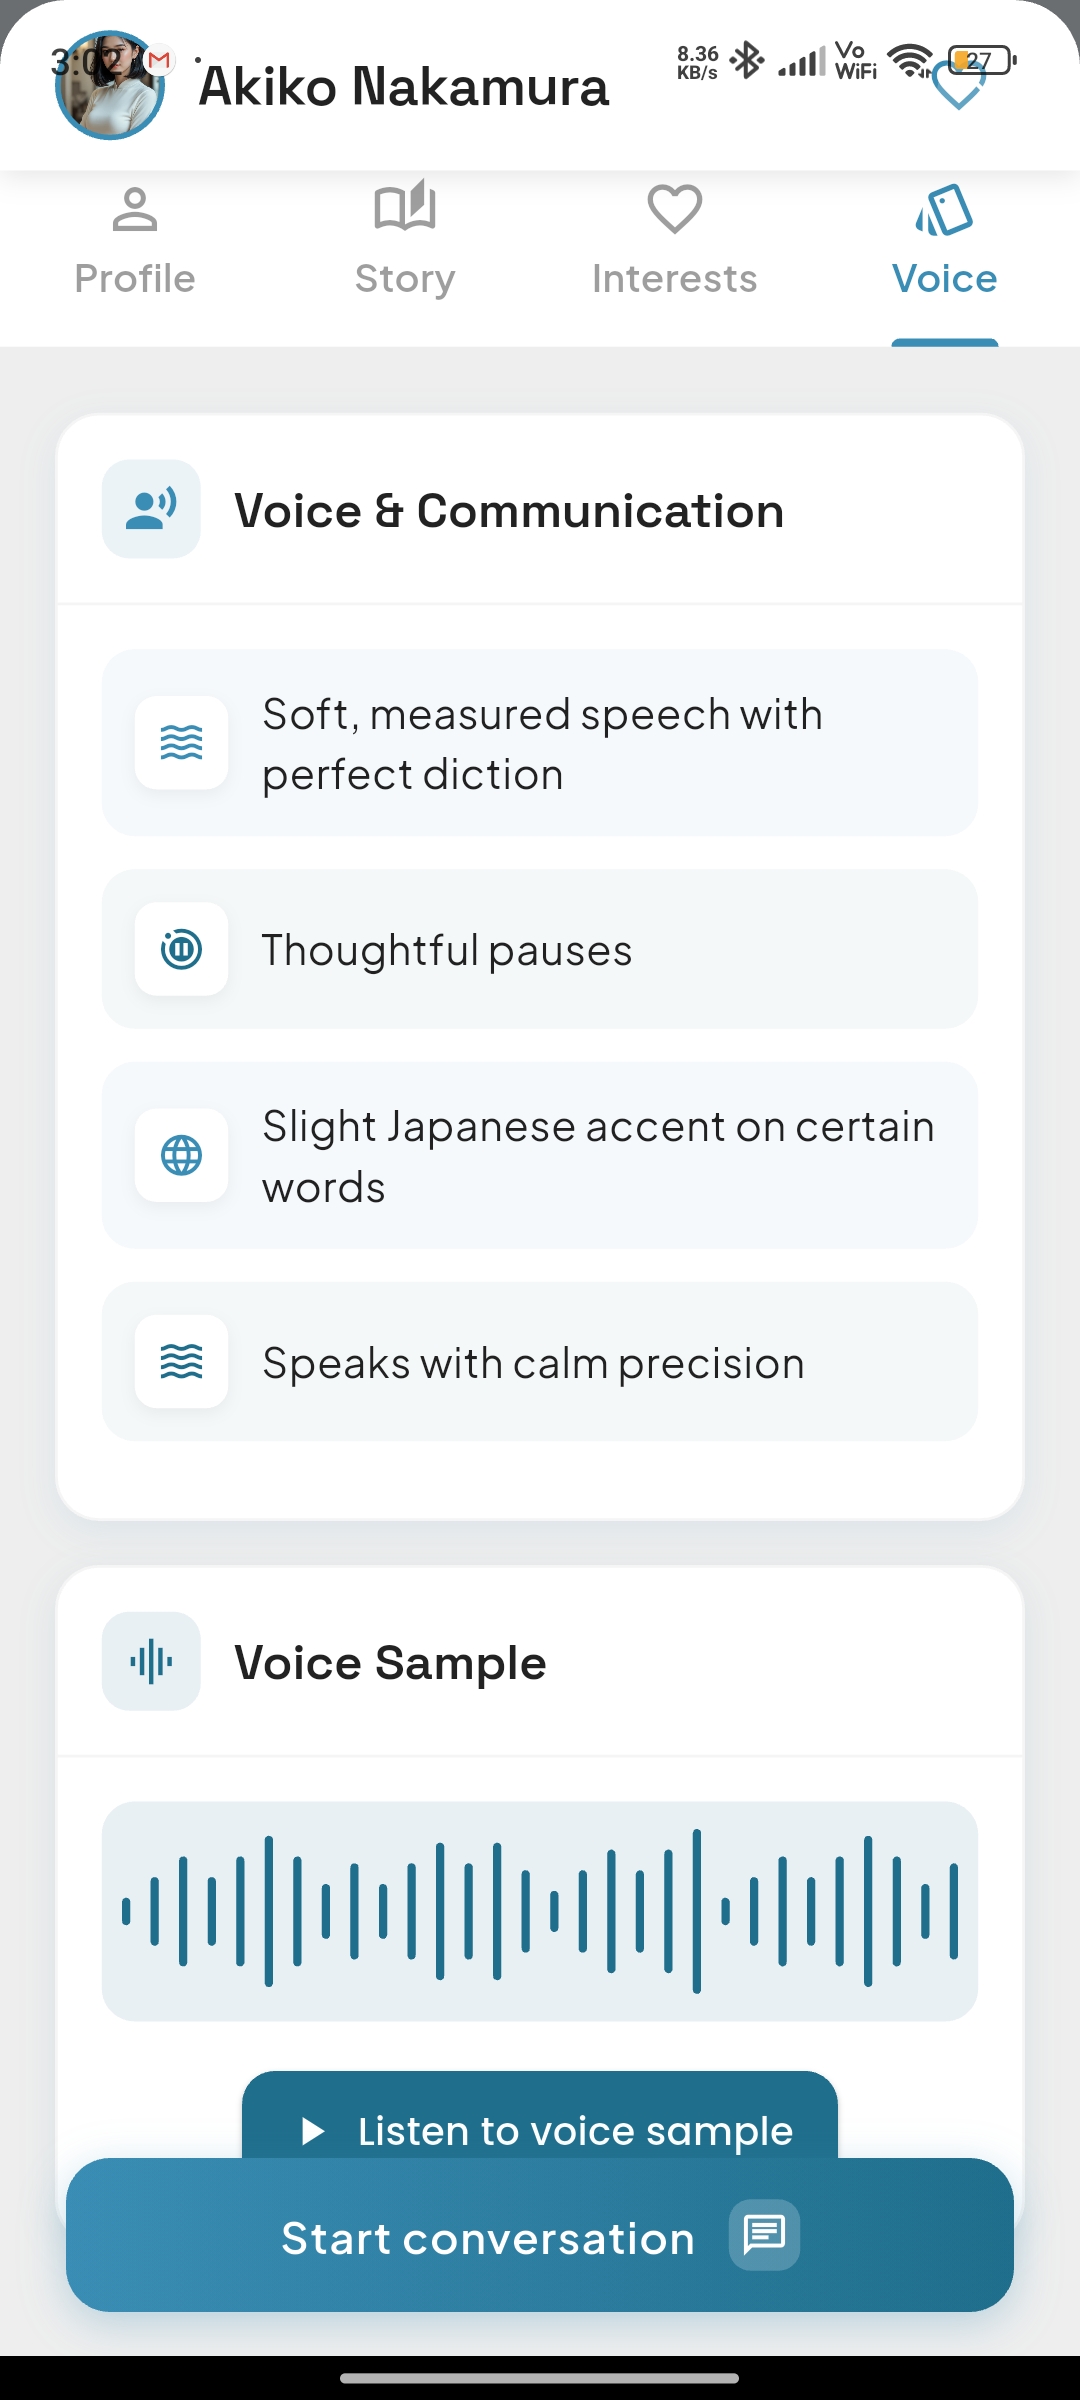 3:02
8.36
KB/s
Vo
WiFi
27
Akiko Nakamura
Profile
Story
Interests
Voice
Voice & Communication
Soft, measured speech with
perfect diction
Thoughtful pauses
Slight Japanese accent on certain
words
Speaks with calm precision
Voice Sample
Listen to voice sample
Start conversation